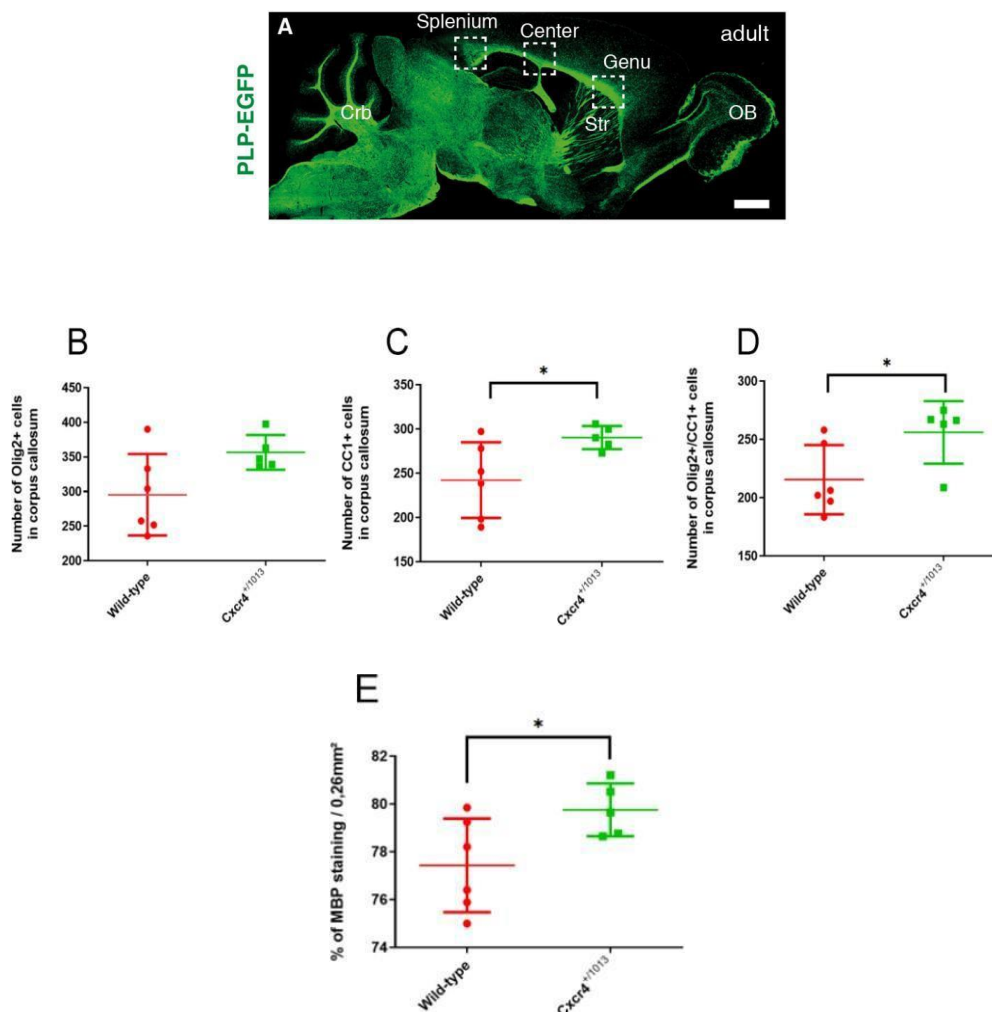 PLP-EGFP
A
Splenium
Center
adult
Genu
Crb
Str
OB
B
Number of Olig2+ cells
in corpus callosum
450
400
350
300
250
200
Wild-type
Cxcr4+/1013
C
Number of CC1+ cells
in corpus callosum
350
300
250
200
150
*
Wild-type
Cxcr4+/1013
D
Number of Olig2+/CC1+ cells
in corpus callosum
300
250
200
150
*
Wild-type
Cxcr4+/1013
E
% of MBP staining / 0,26mm²
82
80
78
76
74
*
Wild-type
Cxcr4+/1013